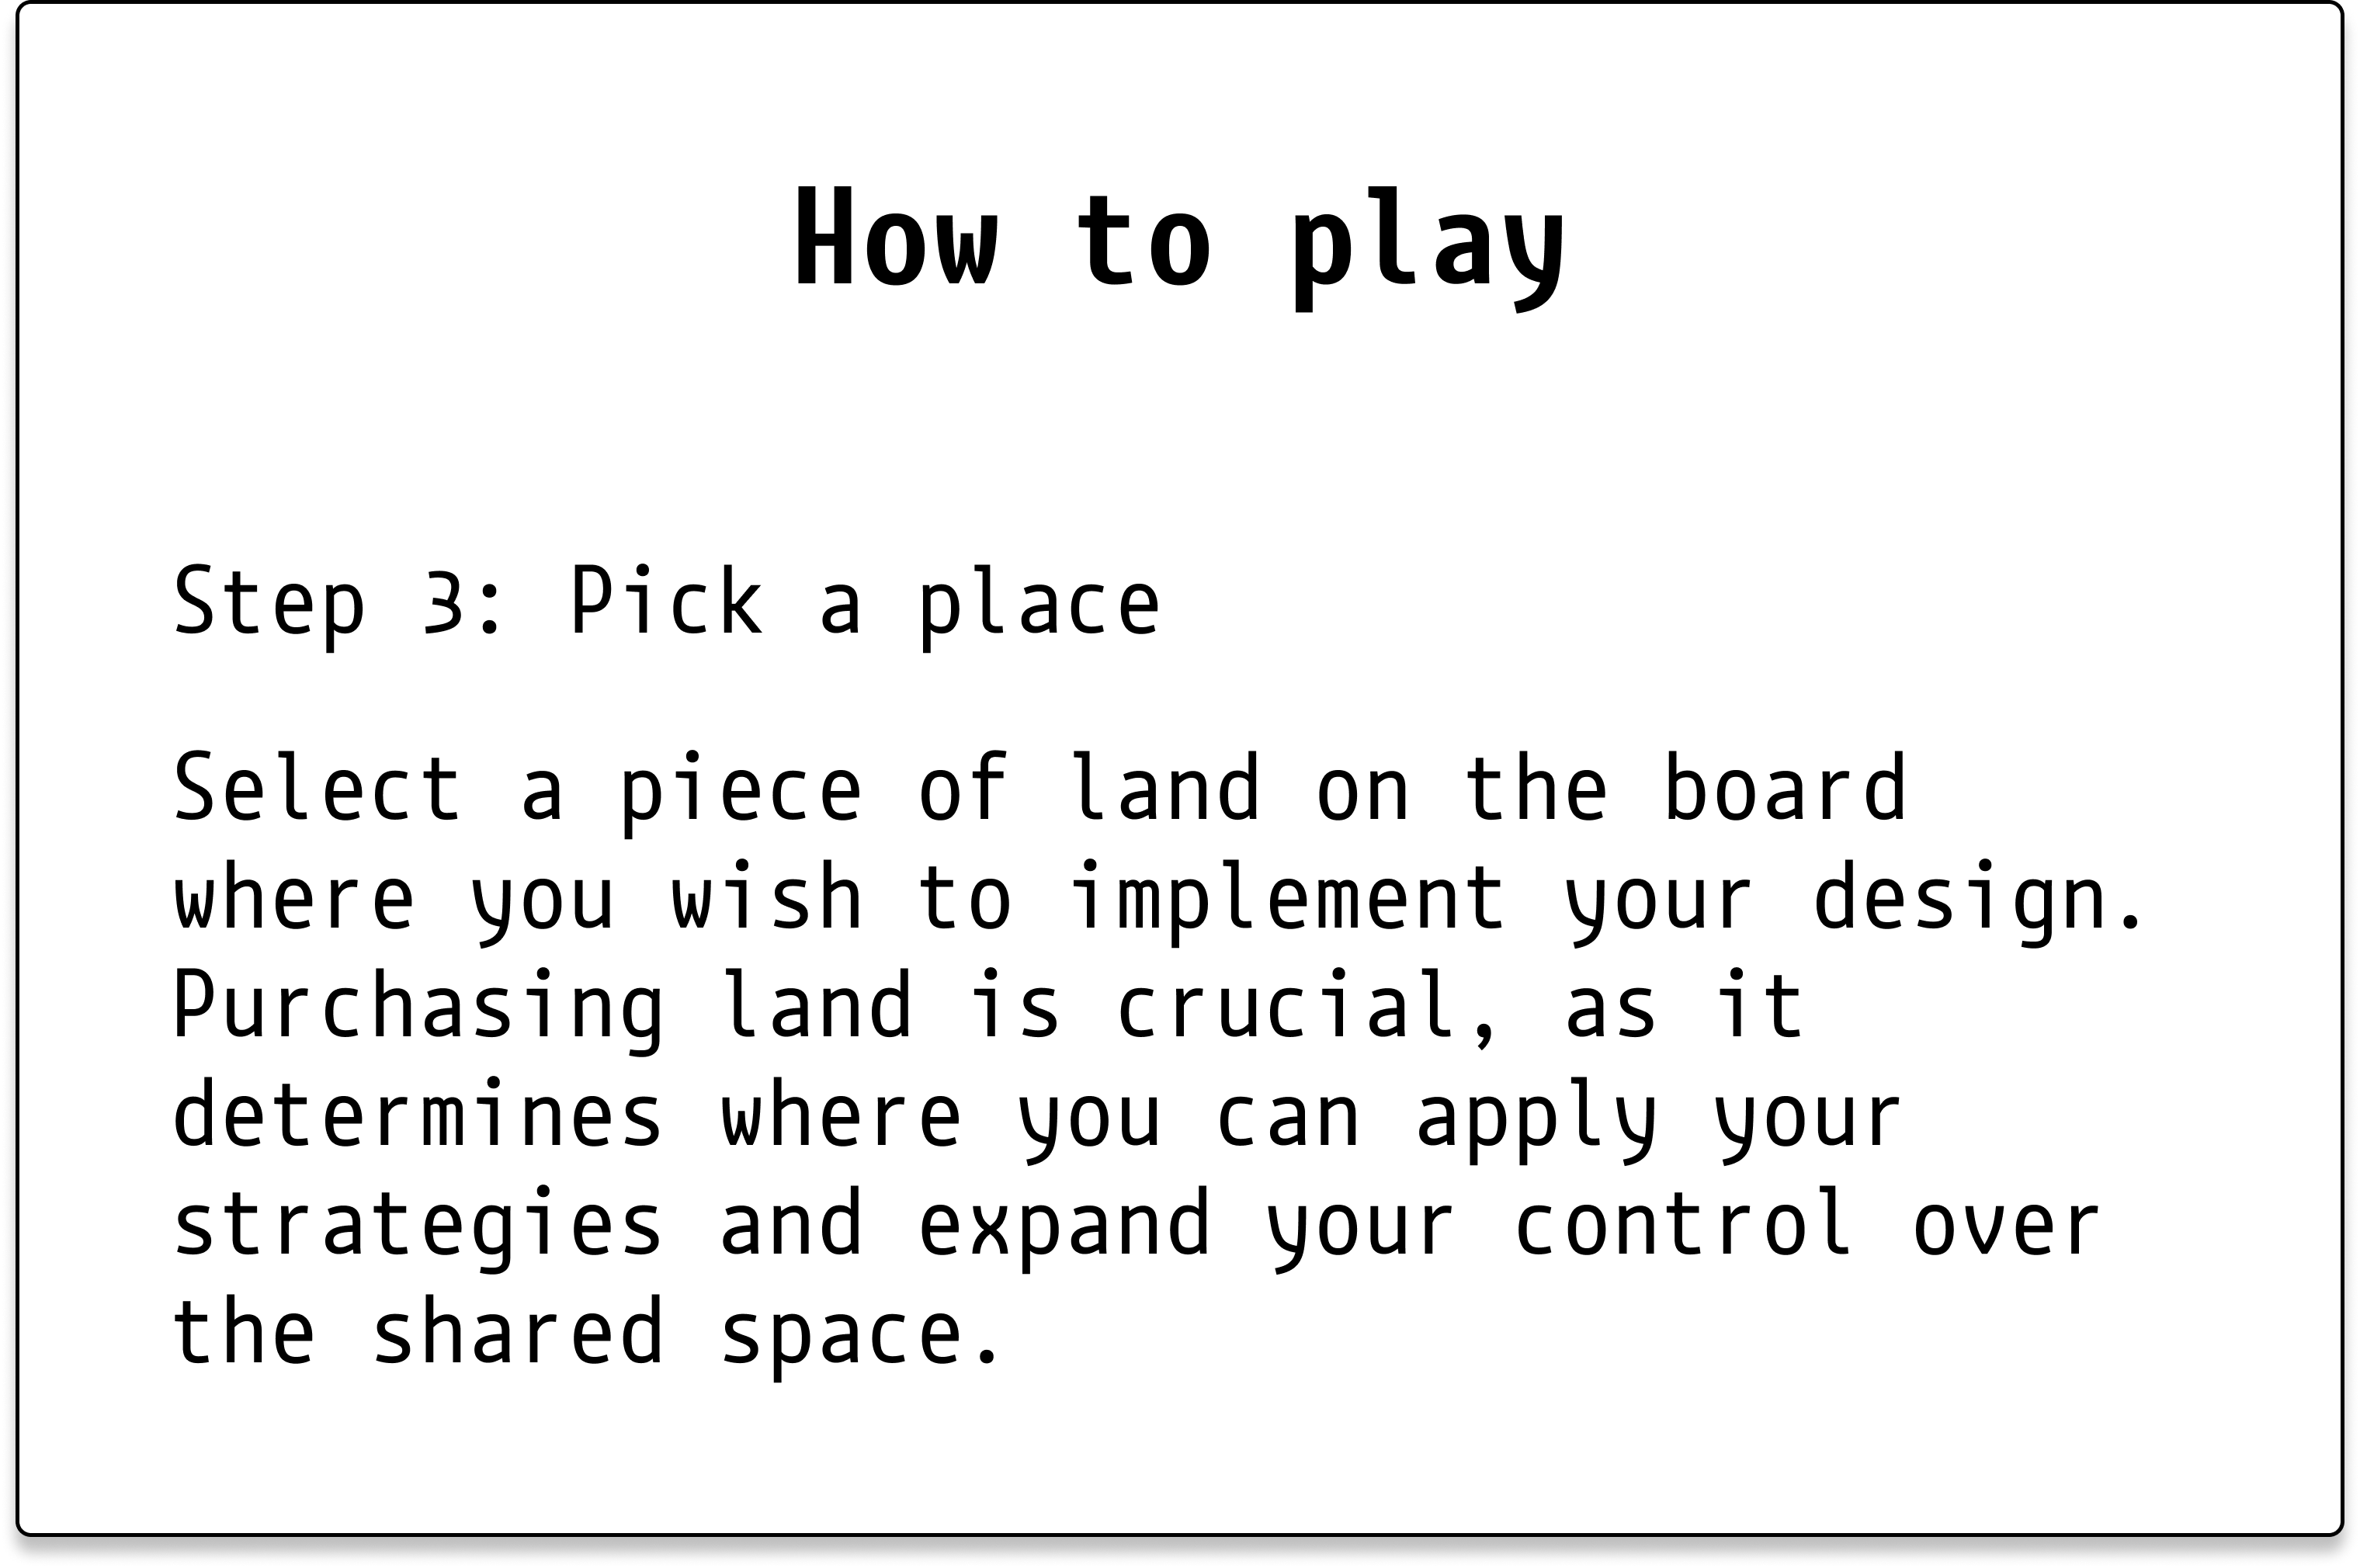 How to play
Step 3: Pick a place
Select a piece of land on the board
where you wish to implement your design.
Purchasing land is crucial, as it
determines where you can apply your
strategies and expand your control over
the shared space.